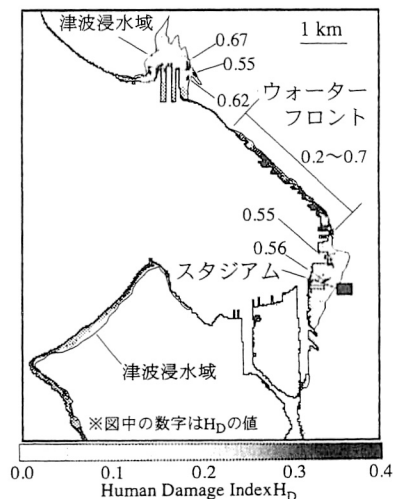 津波浸水域
1 km
0.67
0.55
ウォーター
フロント
0.62
0.2～0.7
0.55
0.56
スタジアム
津波浸水域
※図中の数字はHDの値
0.0 0.1 0.2 0.3 0.4
Human Damage IndexHD